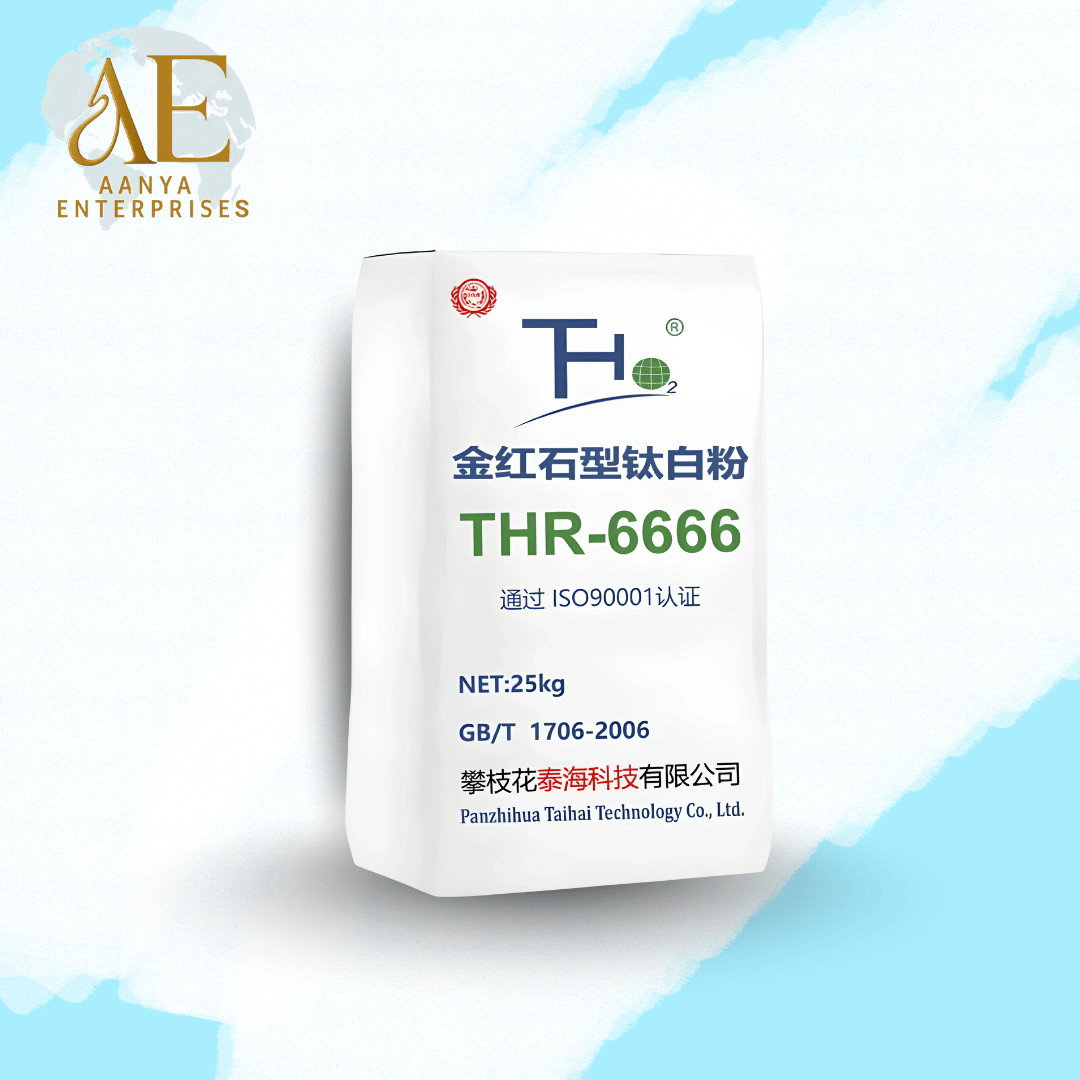 AE
AANYA
ENTERPRISES
TH 2 ®
金红石型钛白粉
THR-6666
通过 ISO90001认证
NET:25kg
GB/T 1706-2006
攀枝花泰海科技有限公司
Panzhihua Taihai Technology Co., Ltd.